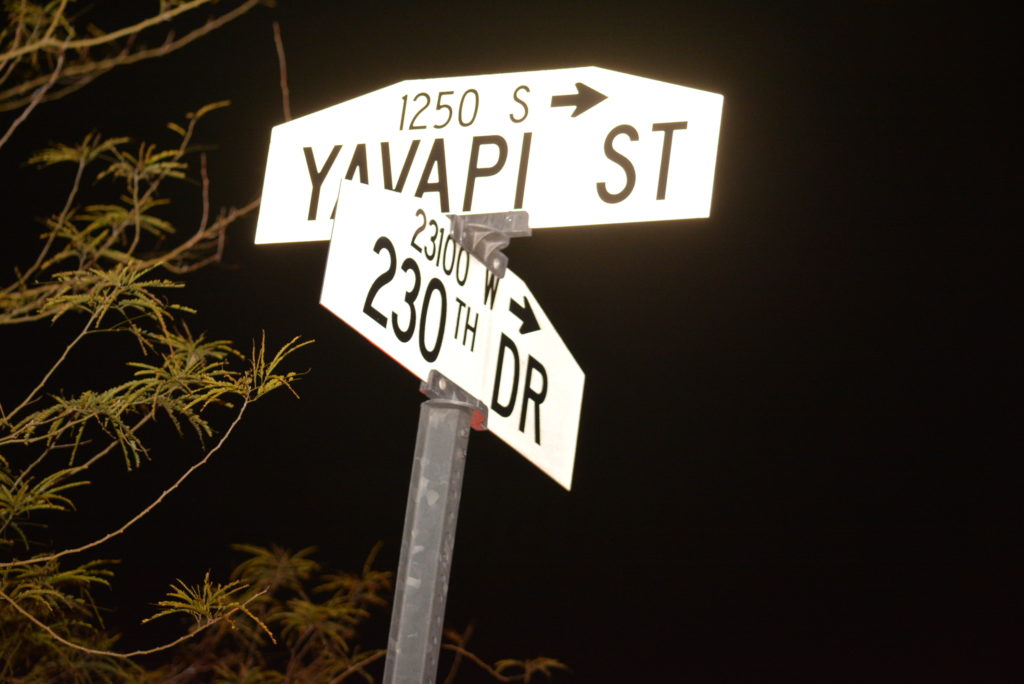 1250 S →
YAVAPI ST
23100 W →
230TH DR